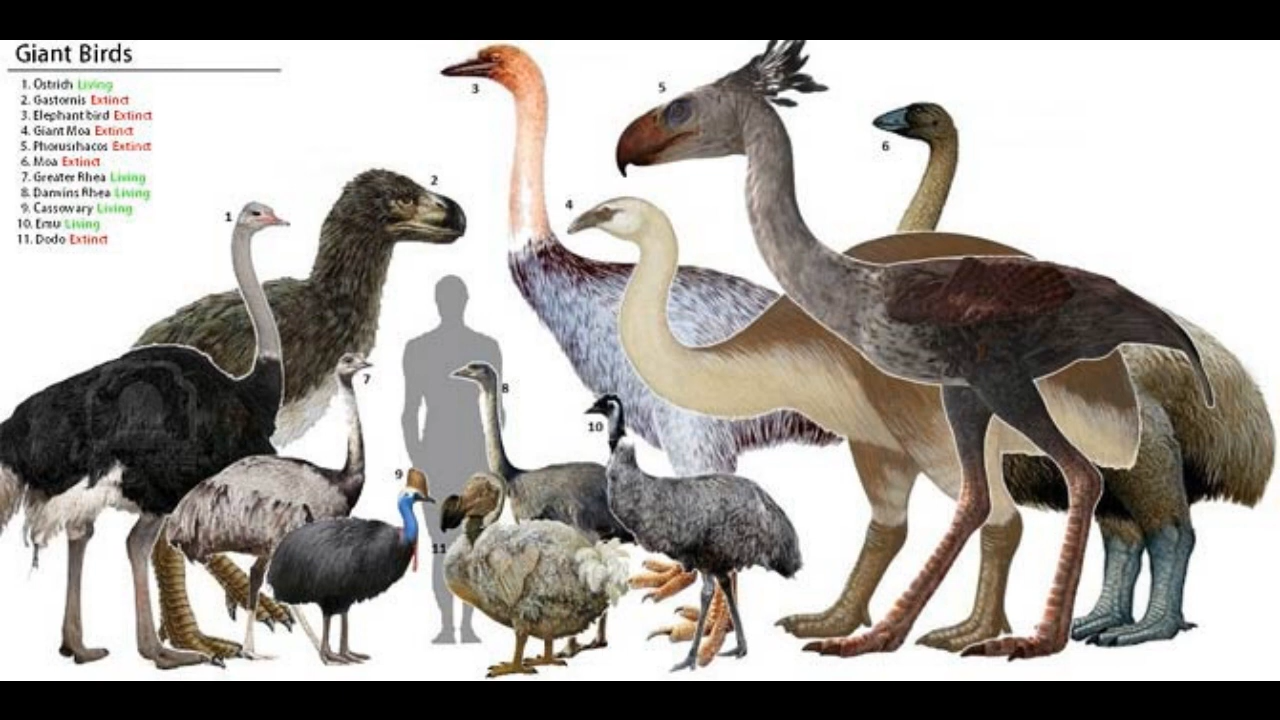 Giant Birds
1. Ostrich Living
2. Gastornis Extinct
3. Elephant bird Extinct
4. Giant Moa Extinct
5. Phorusrhacos Extinct
6. Moa Extinct
7. Greater Rhea Living
8. Darwins Rhea Living
9. Cassowary Living
10. Emu Living
11. Dodo Extinct
1
2
3
4
5
6
7
8
9
10
11